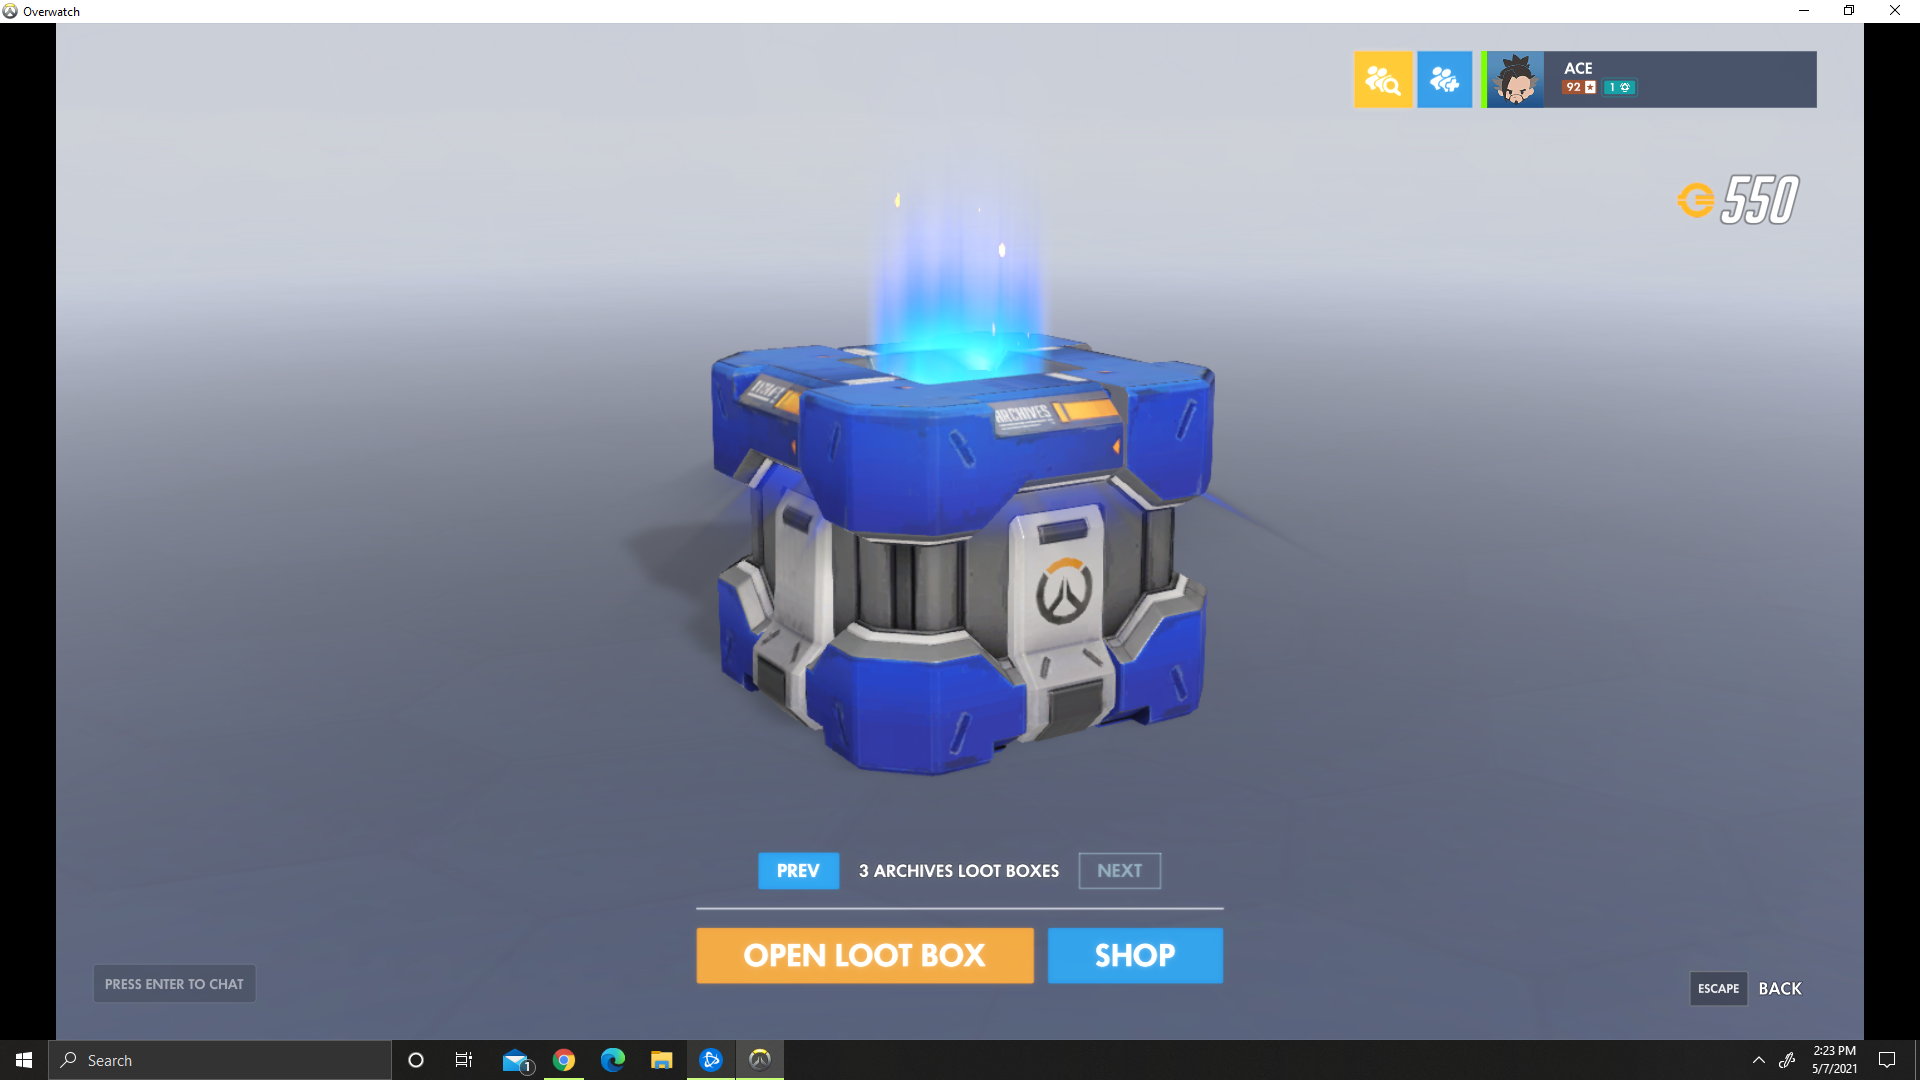 Overwatch
ACE
92 1
550
ARCHIVES
PREV 3 ARCHIVES LOOT BOXES NEXT
OPEN LOOT BOX SHOP
PRESS ENTER TO CHAT
ESCAPE BACK
Search
1
2:23 PM
5/7/2021